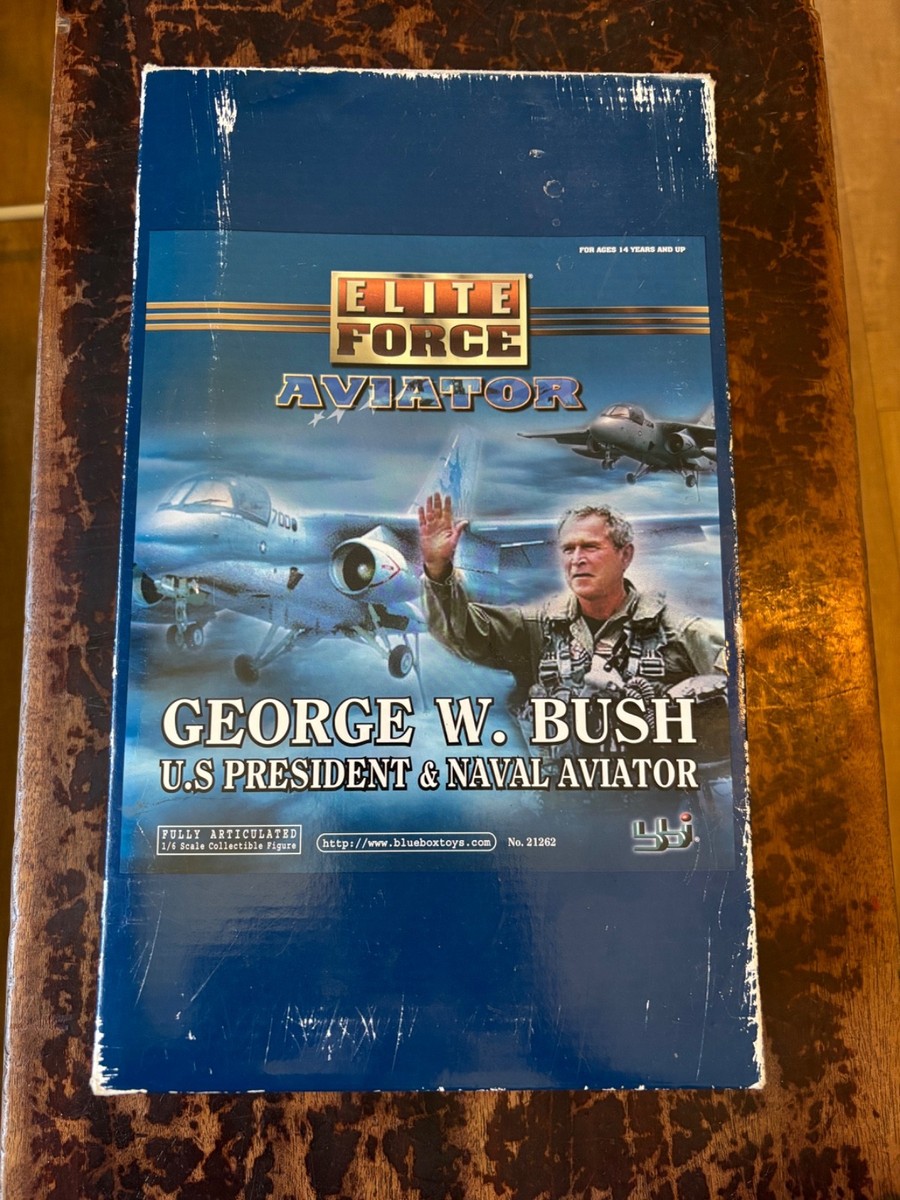 FOR AGES 14 YEARS AND UP
ELITE
FORCE
AVIATOR
700
GEORGE W. BUSH
U.S PRESIDENT & NAVAL AVIATOR
FULLY ARTICULATED
1/6 Scale Collectible Figure
http://www.blueboxtoys.com
No. 21262
bbi